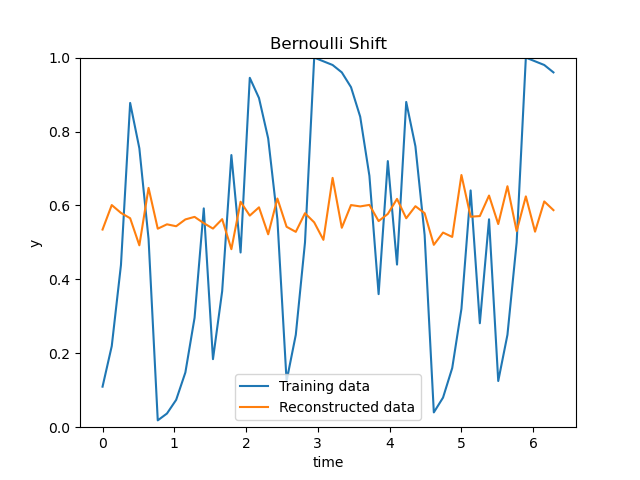 Bernoulli Shift
y
1.0
0.8
0.6
0.4
0.2
0.0
Training data
Reconstructed data
0 1 2 3 4 5 6
time